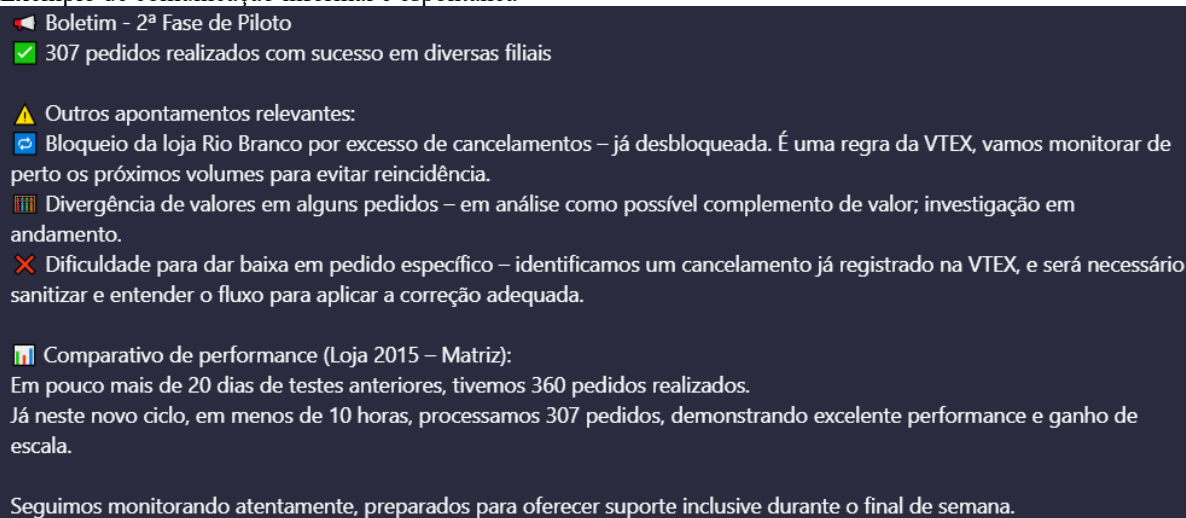 📢 Boletim - 2ª Fase de Piloto
✅ 307 pedidos realizados com sucesso em diversas filiais
⚠️ Outros apontamentos relevantes:
🔁 Bloqueio da loja Rio Branco por excesso de cancelamentos – já desbloqueada. É uma regra da VTEX, vamos monitorar de
perto os próximos volumes para evitar reincidência.
🧮 Divergência de valores em alguns pedidos – em análise como possível complemento de valor; investigação em
andamento.
❌ Dificuldade para dar baixa em pedido específico – identificamos um cancelamento já registrado na VTEX, e será necessário
sanitizar e entender o fluxo para aplicar a correção adequada.
📊 Comparativo de performance (Loja 2015 – Matriz):
Em pouco mais de 20 dias de testes anteriores, tivemos 360 pedidos realizados.
Já neste novo ciclo, em menos de 10 horas, processamos 307 pedidos, demonstrando excelente performance e ganho de
escala.
Seguimos monitorando atentamente, preparados para oferecer suporte inclusive durante o final de semana.